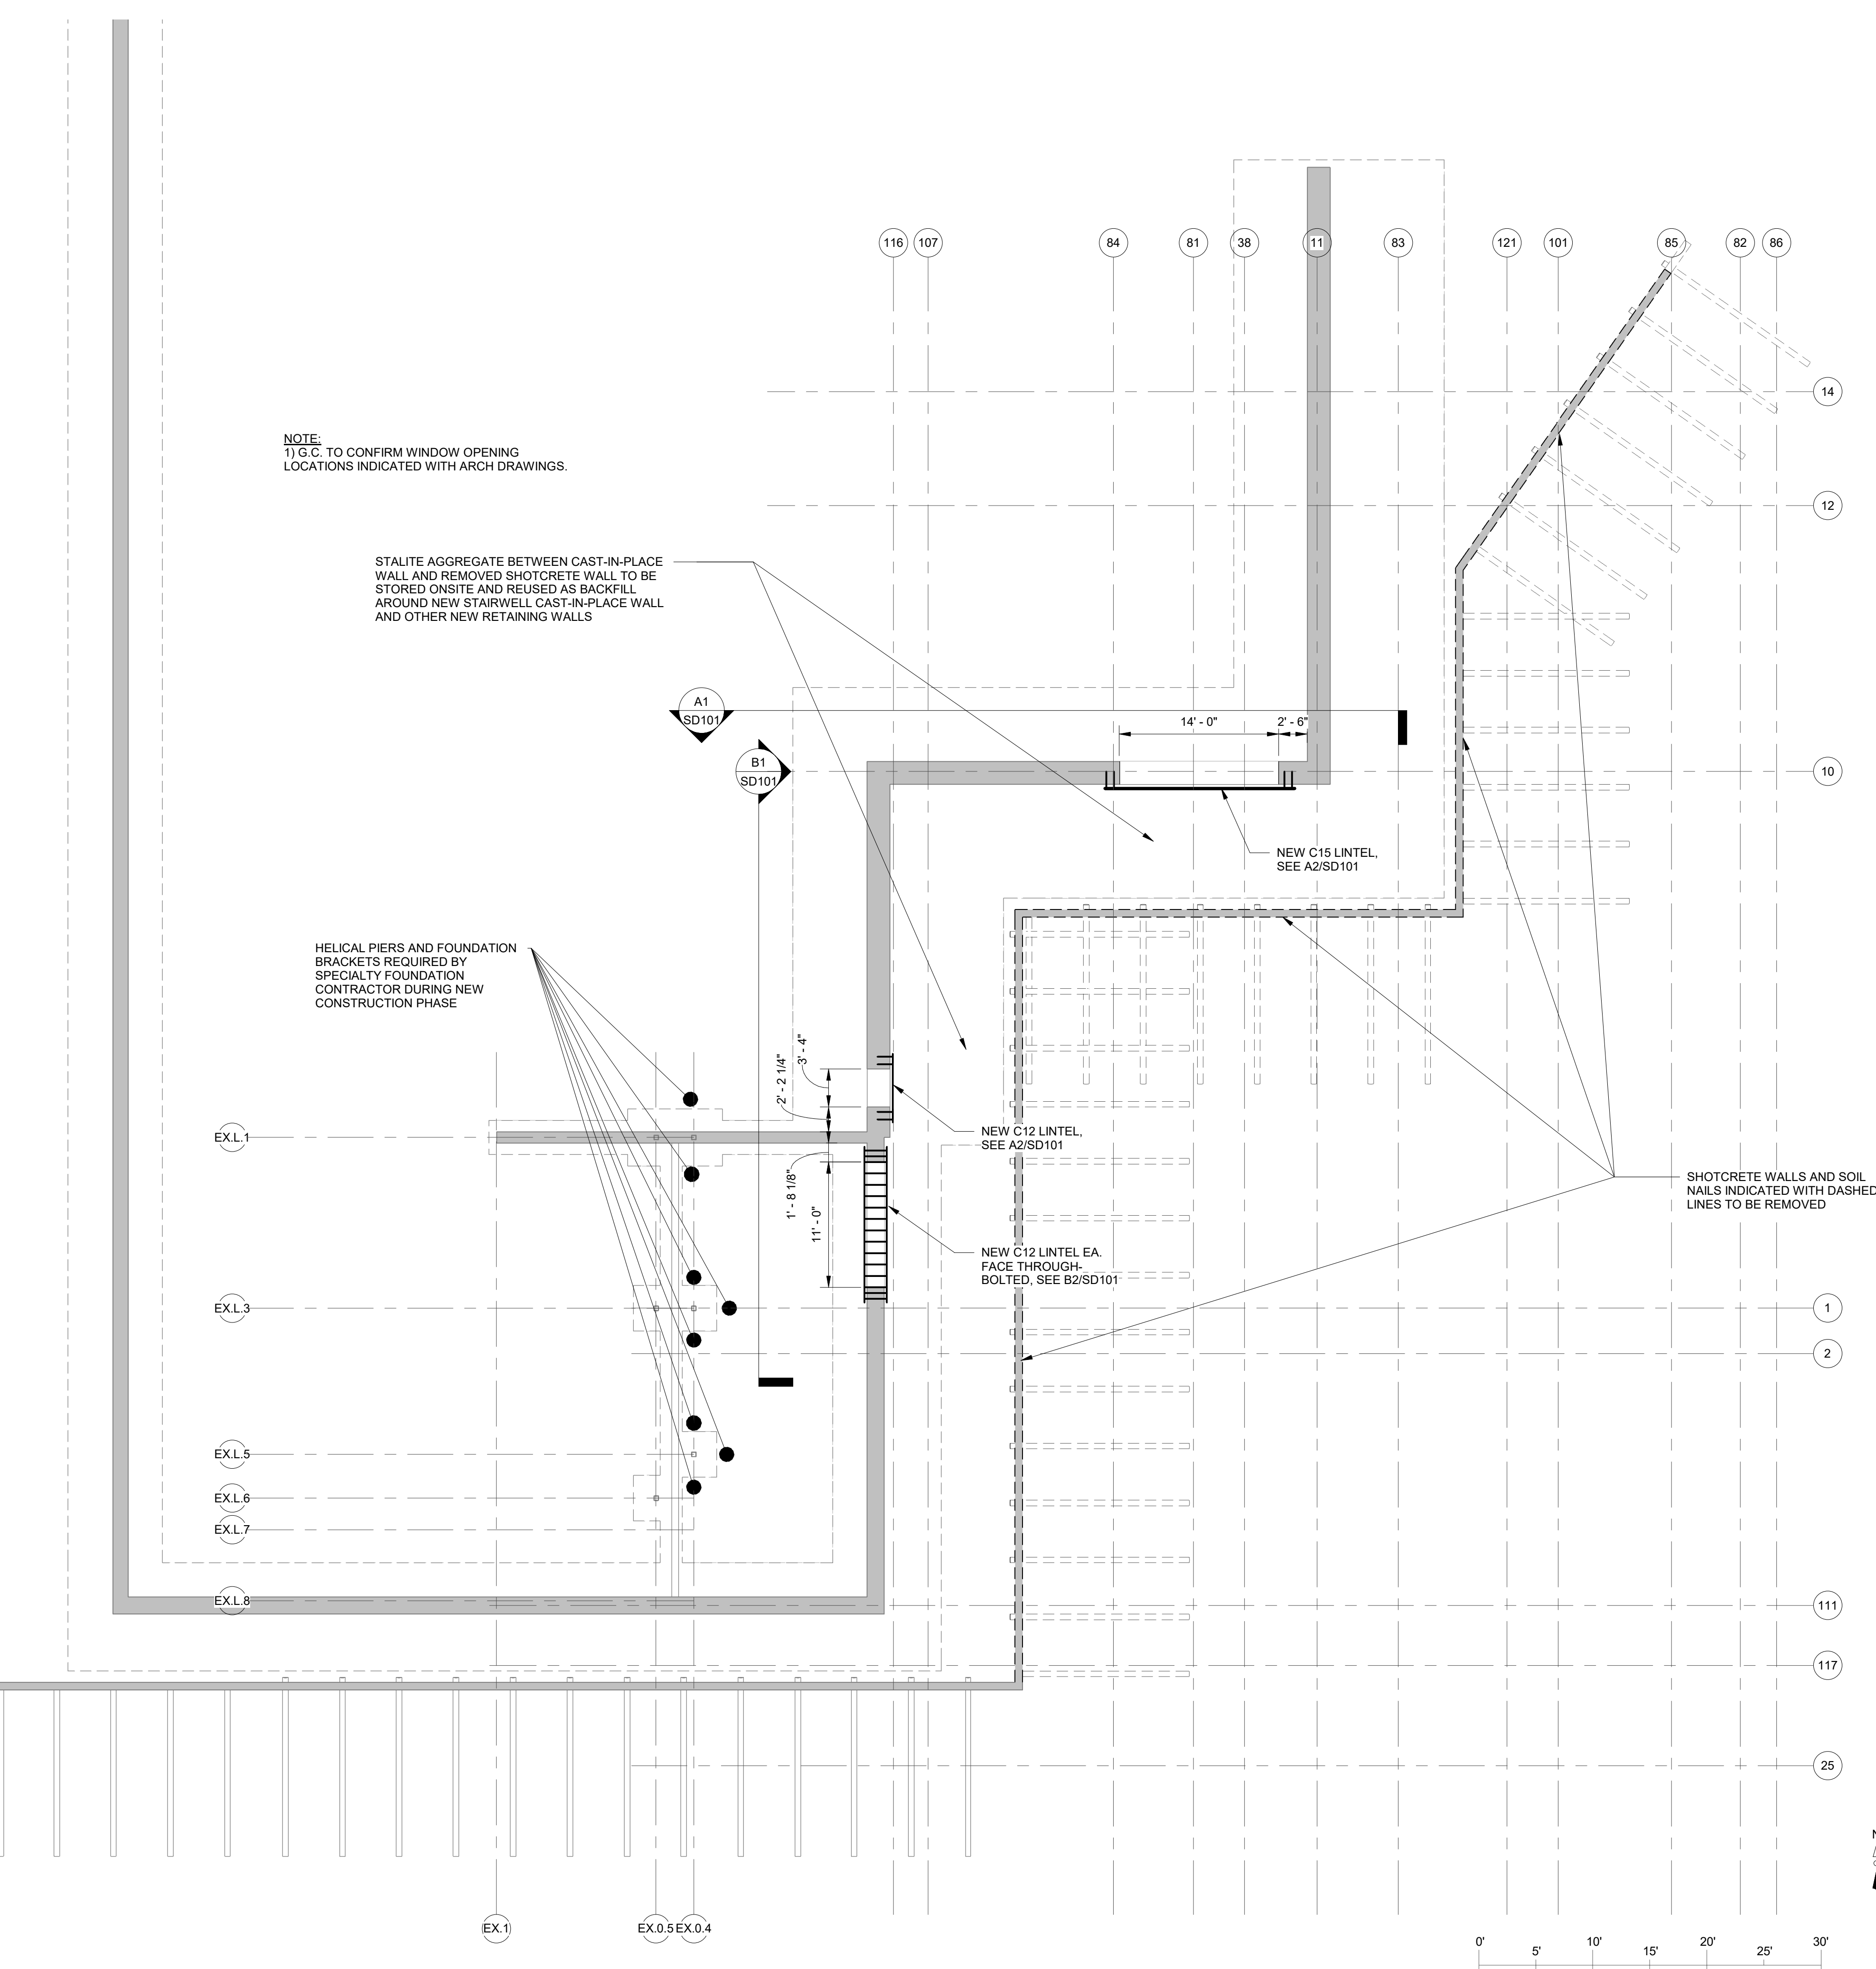 116
107
84
81
38
11
83
121
101
85
82
86
14
NOTE:
1) G.C. TO CONFIRM WINDOW OPENING
LOCATIONS INDICATED WITH ARCH DRAWINGS.
12
STALITE AGGREGATE BETWEEN CAST-IN-PLACE
WALL AND REMOVED SHOTCRETE WALL TO BE
STORED ONSITE AND REUSED AS BACKFILL
AROUND NEW STAIRWELL CAST-IN-PLACE WALL
AND OTHER NEW RETAINING WALLS
A1
SD101
14' - 0"
2' - 6"
B1
SD101
10
NEW C15 LINTEL,
SEE A2/SD101
HELICAL PIERS AND FOUNDATION
BRACKETS REQUIRED BY
SPECIALTY FOUNDATION
CONTRACTOR DURING NEW
CONSTRUCTION PHASE
3' - 4"
2' - 2 1/4"
EX.L.1
NEW C12 LINTEL,
SEE A2/SD101
1' - 8 1/8"
11' - 0"
SHOTCRETE WALLS AND SOIL
NAILS INDICATED WITH DASHED
LINES TO BE REMOVED
NEW C12 LINTEL EA.
FACE THROUGH-
BOLTED, SEE B2/SD101
EX.L.3
1
2
EX.L.5
EX.L.6
EX.L.7
EX.L.8
111
117
25
EX.1
EX.0.5
EX.0.4
0'
5'
10'
15'
20'
25'
30'